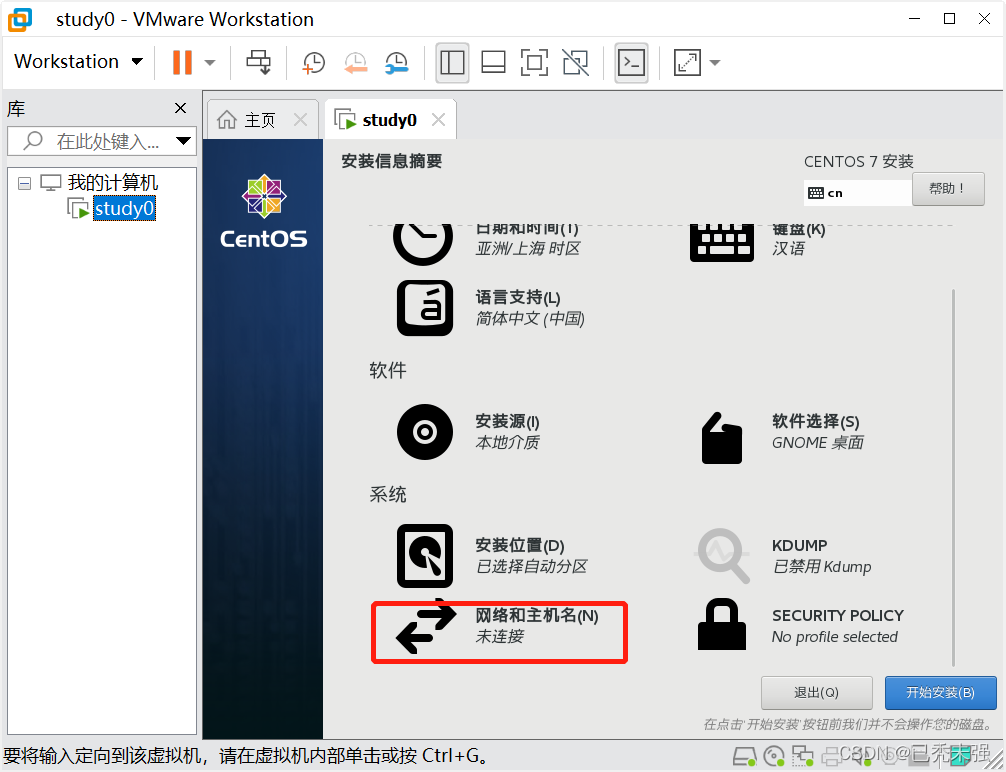 study0 - VMware Workstation
Workstation
库
在此处键入...
我的计算机
study0
主页
study0
CentOS
安装信息摘要
CENTOS 7 安装
cn
帮助！
日期和时间(T)
亚洲/上海 时区
键盘(K)
汉语
语言支持(L)
简体中文 (中国)
软件
安装源(I)
本地介质
软件选择(S)
GNOME 桌面
系统
安装位置(D)
已选择自动分区
KDUMP
已禁用 Kdump
网络和主机名(N)
未连接
SECURITY POLICY
No profile selected
退出(Q)
开始安装(B)
在点击'开始安装'按钮前我们并不会操作您的磁盘。
要将输入定向到该虚拟机，请在虚拟机内部单击或按 Ctrl+G。
CSDN @已秃未强